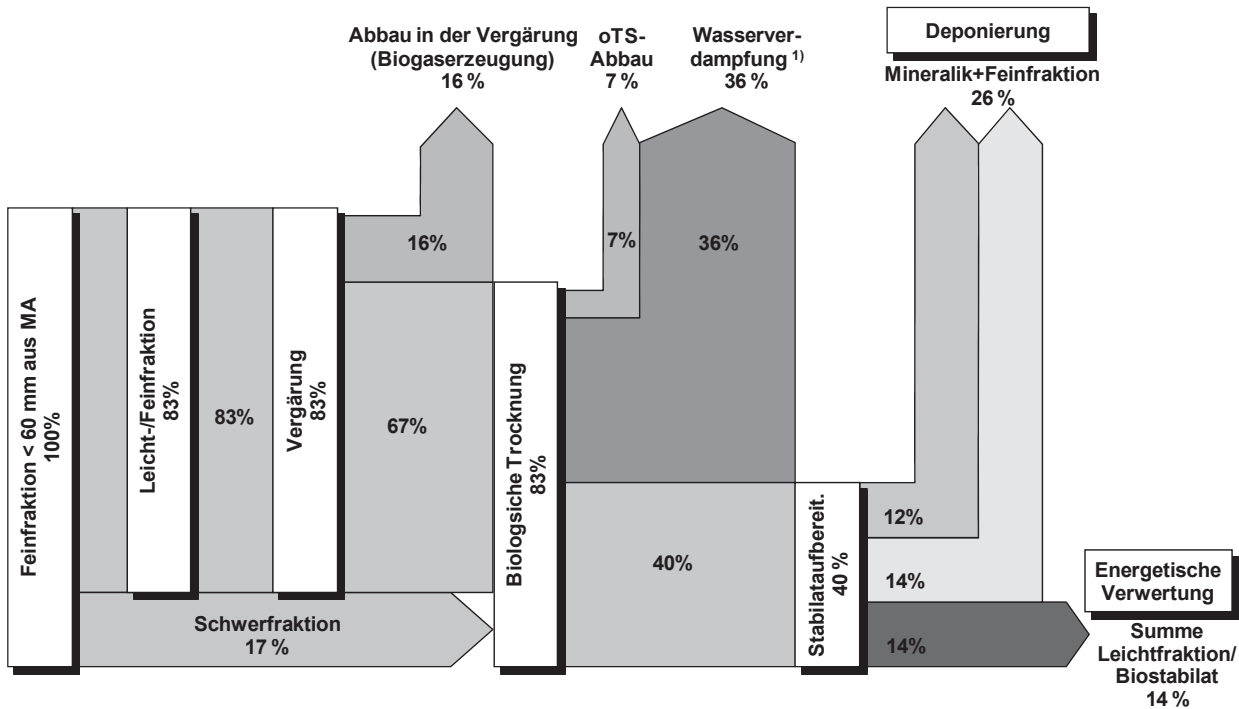 Abbau in der Vergärung
(Biogaserzeugung)
16 %
oTS-
Abbau
7 %
Wasserver-
dampfung 1)
36 %
Deponierung
Mineralik+Feinfraktion
26 %
Feinfraktion < 60 mm aus MA
100%
Leicht-/Feinfraktion
83%
83%
Vergärung
83%
16%
67%
Schwerfraktion
17 %
Biologsiche Trocknung
83%
7%
36%
40%
Stabilataufbereit.
40 %
12%
14%
14%
Energetische
Verwertung
Summe
Leichtfraktion/
Biostabilat
14 %